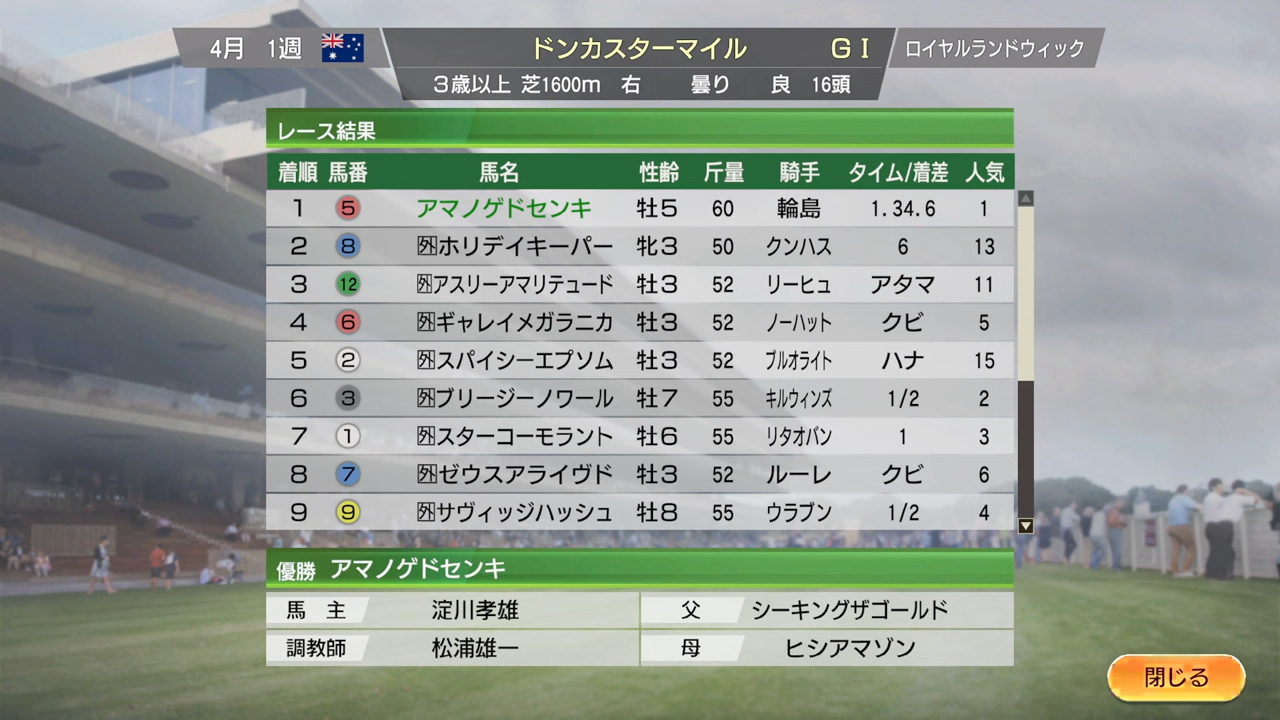 4月 1週 ドンカスターマイル GⅠ ロイヤルランドウィック
3歳以上 芝1600m 右 曇り 良 16頭
レース結果
着順 馬番 馬名 性齢 斤量 騎手 タイム/着差 人気
1 5 アマノゲドセンキ 牡5 60 輪島 1.34.6 1
2 8 外ホリデイキーパー 牝3 50 クンハス 6 13
3 12 外アスリーアマリテュード 牡3 52 リーヒュ アタマ 11
4 6 外ギャレイメガラニカ 牡3 52 ノーハット クビ 5
5 2 外スパイシーエプソム 牡3 52 ブルオライト ハナ 15
6 3 外ブリージーノワール 牡7 55 キルウィンズ 1/2 2
7 1 外スターコーモラント 牡6 55 リタオバン 1 3
8 7 外ゼウスアライヴド 牡3 52 ルーレ クビ 6
9 9 外サヴィッジハッシュ 牡8 55 ウラブン 1/2 4
優勝 アマノゲドセンキ
馬主 淀川孝雄 父 シーキングザゴールド
調教師 松浦雄一 母 ヒシアマゾン
閉じる